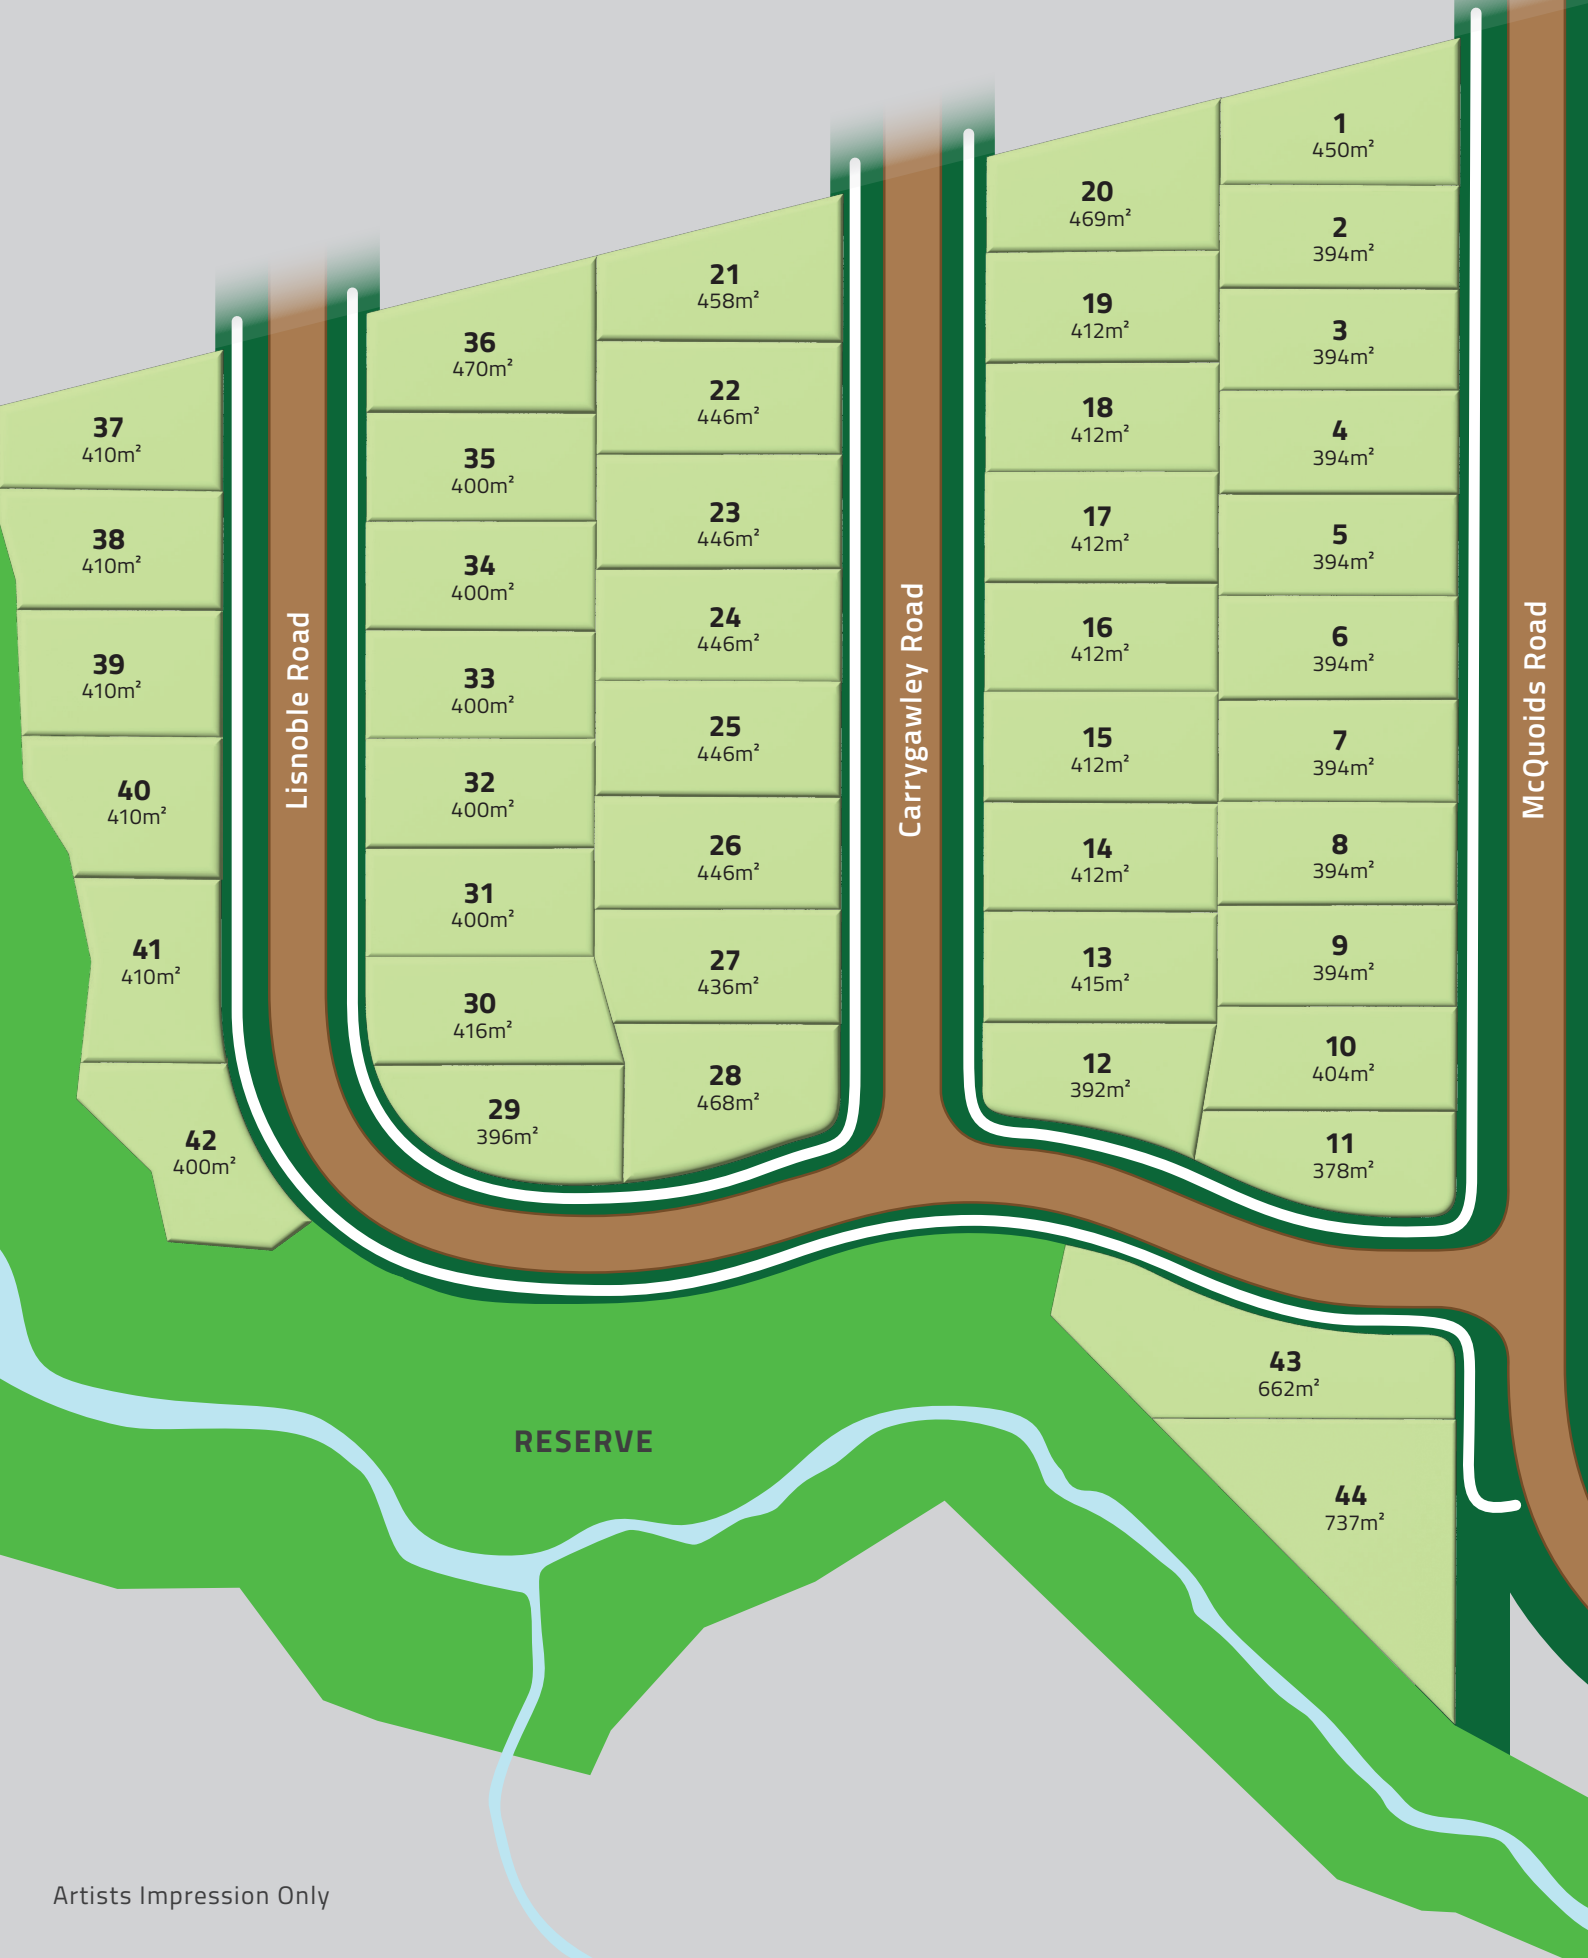 1
450m²
20
469m²
2
394m²
21
458m²
19
412m²
3
394m²
36
470m²
22
446m²
18
412m²
4
394m²
37
410m²
35
400m²
23
446m²
17
412m²
5
394m²
38
410m²
34
400m²
24
446m²
16
412m²
6
394m²
39
410m²
Lisnoble Road
33
400m²
25
446m²
Carrygawley Road
15
412m²
7
394m²
McQuoids Road
40
410m²
32
400m²
26
446m²
14
412m²
8
394m²
41
410m²
31
400m²
27
436m²
13
415m²
9
394m²
30
416m²
28
468m²
12
392m²
10
404m²
42
400m²
29
396m²
11
378m²
43
662m²
RESERVE
44
737m²
Artists Impression Only